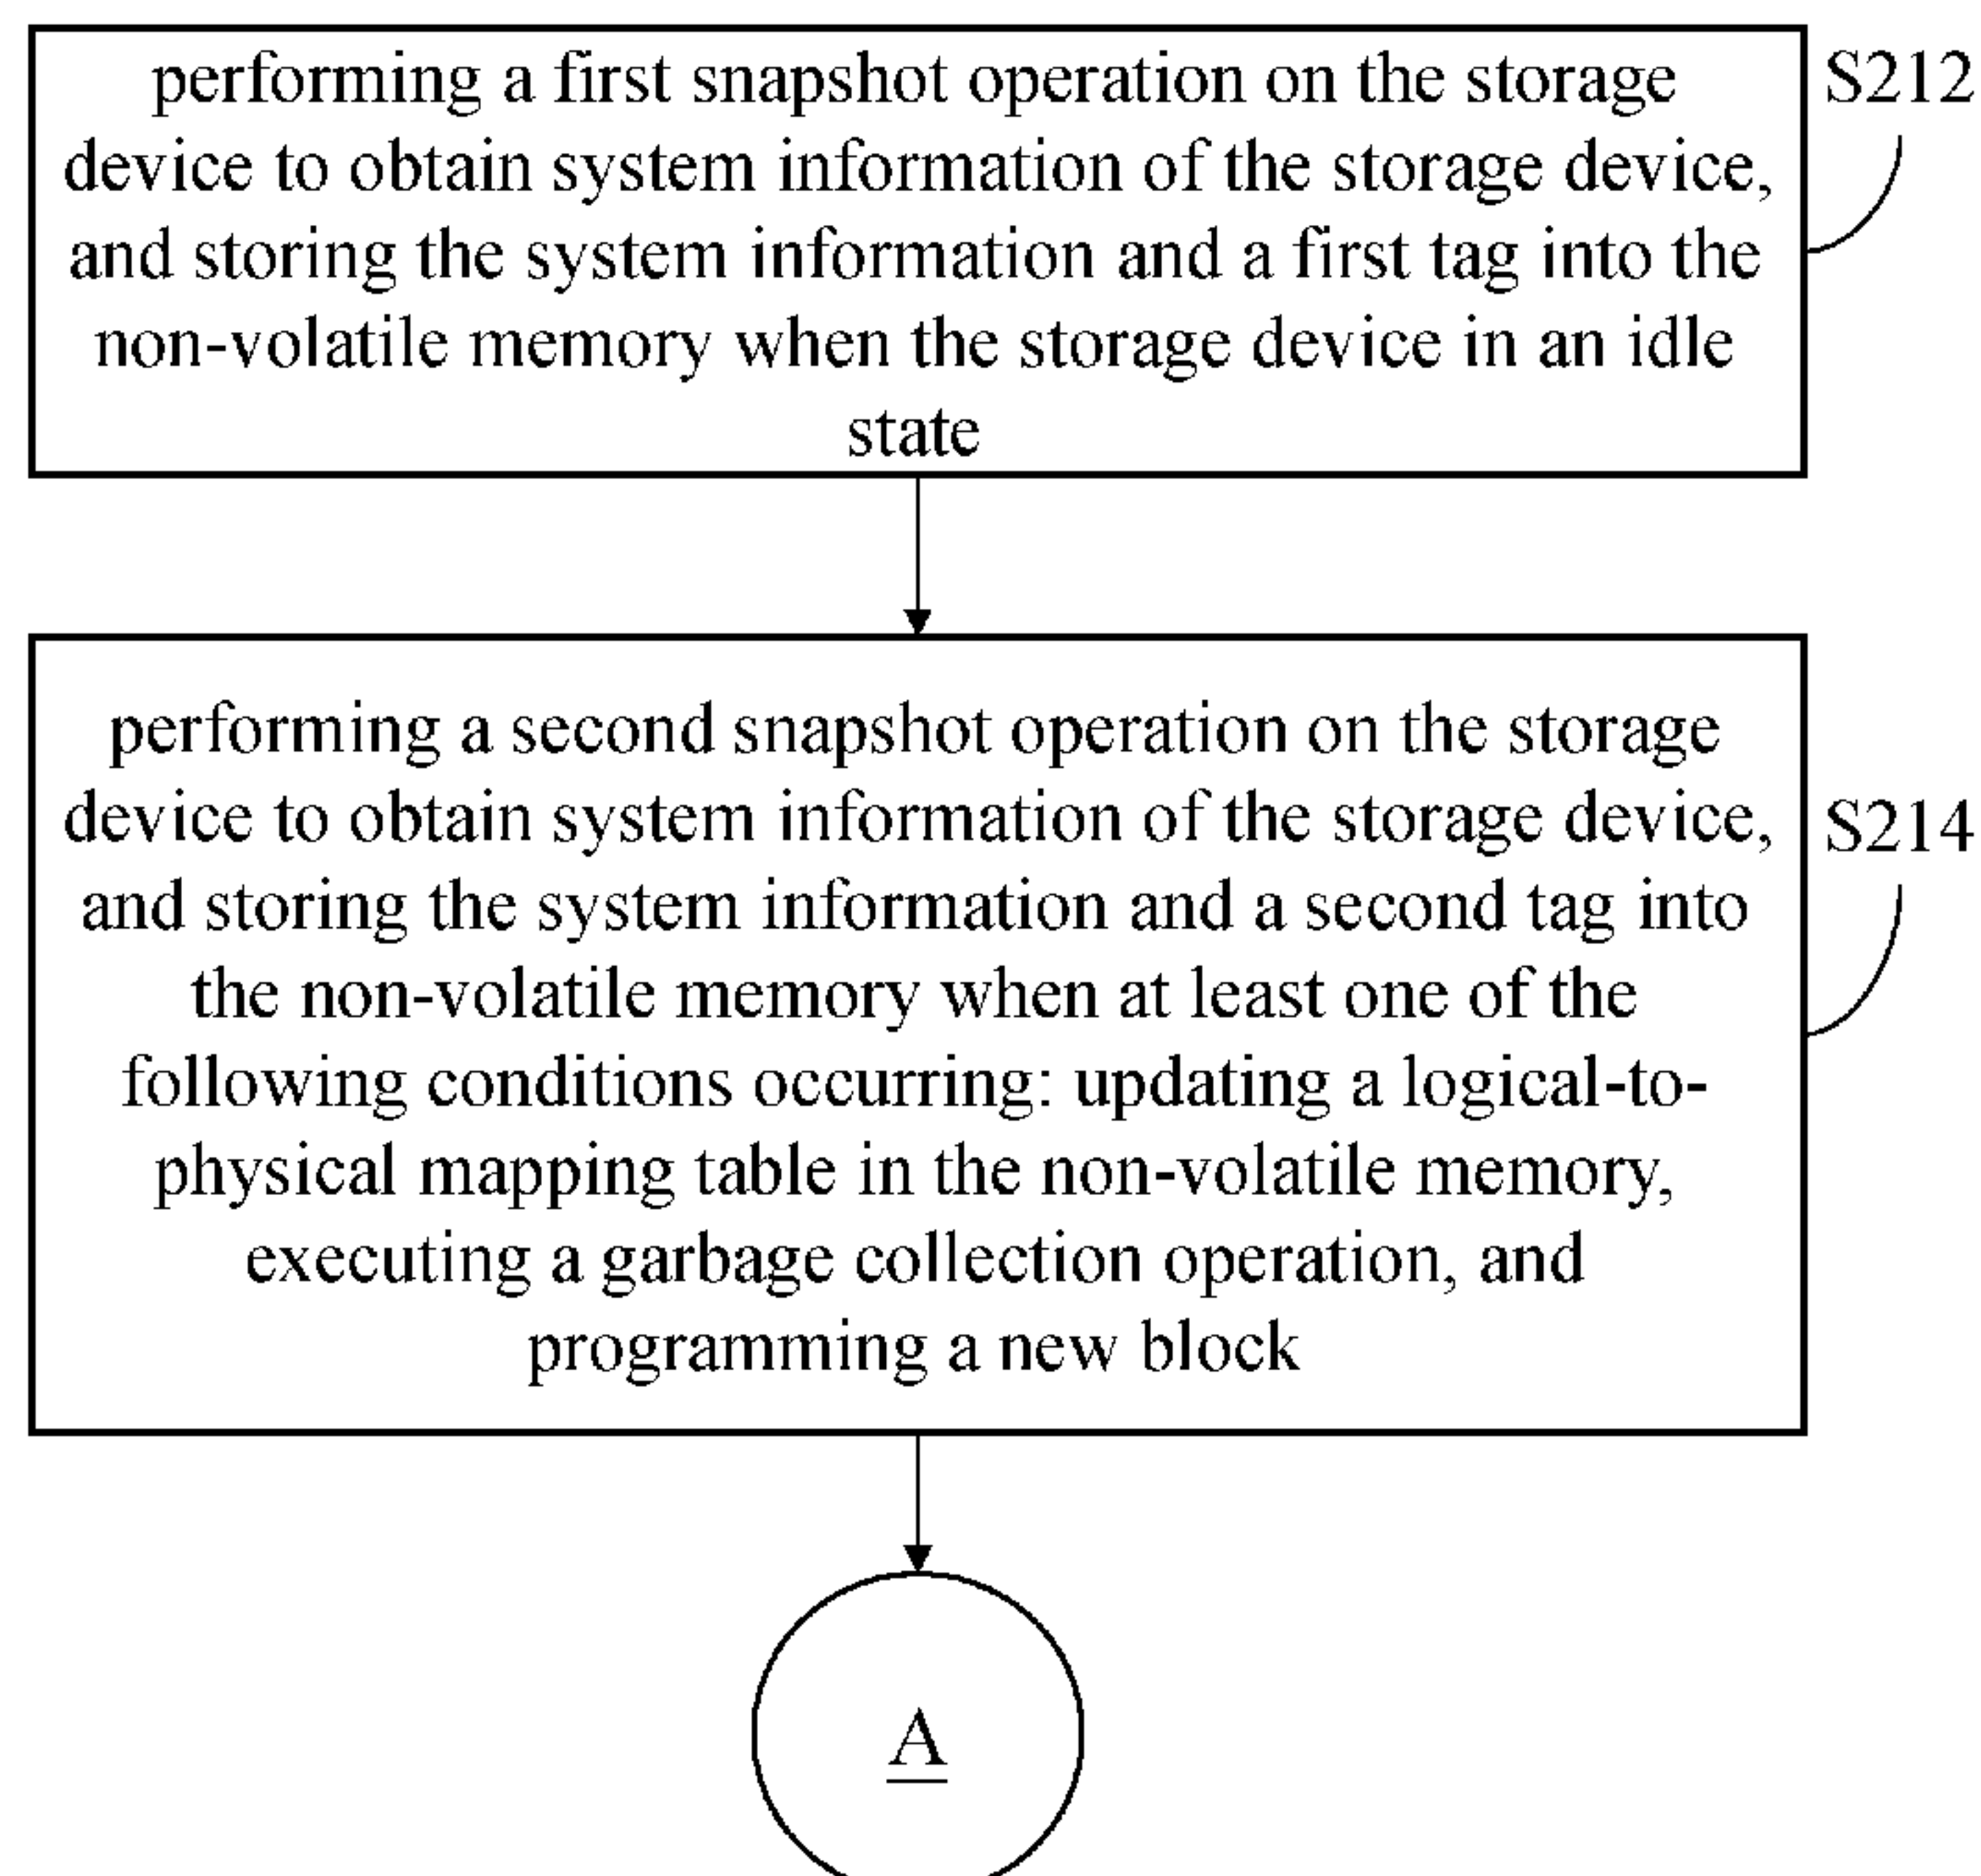 performing a first snapshot operation on the storage
device to obtain system information of the storage device,
and storing the system information and a first tag into the
non-volatile memory when the storage device in an idle
state
S212
performing a second snapshot operation on the storage
device to obtain system information of the storage device,
and storing the system information and a second tag into
the non-volatile memory when at least one of the
following conditions occurring: updating a logical-to-
physical mapping table in the non-volatile memory,
executing a garbage collection operation, and
programming a new block
S214
A